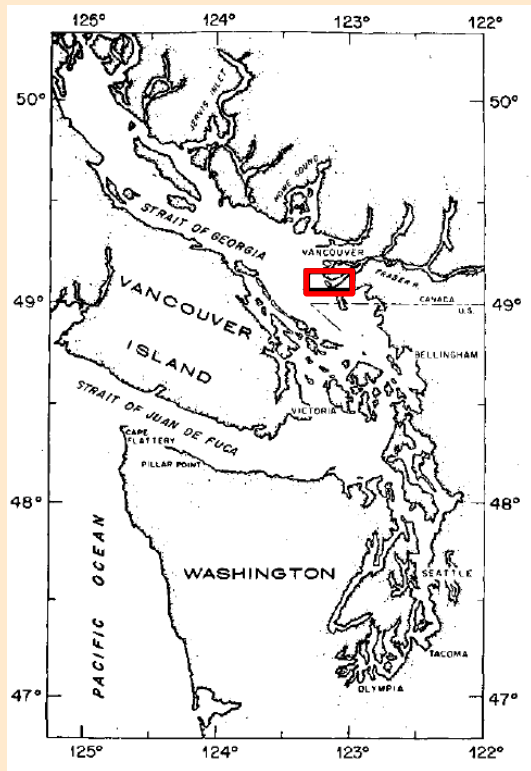 125° 124° 123° 122°
50° 50°
JERVIS INLET
HOWE SOUND
STRAIT OF GEORGIA
VANCOUVER
FRASER R.
49° 49°
CANADA
U.S.
VANCOUVER
ISLAND
BELLINGHAM
VICTORIA
STRAIT OF JUAN DE FUCA
CAPE
FLATTERY
PILLAR POINT
48° 48°
PACIFIC OCEAN
WASHINGTON
SEATTLE
TACOMA
OLYMPIA
47° 47°
125° 124° 123° 122°